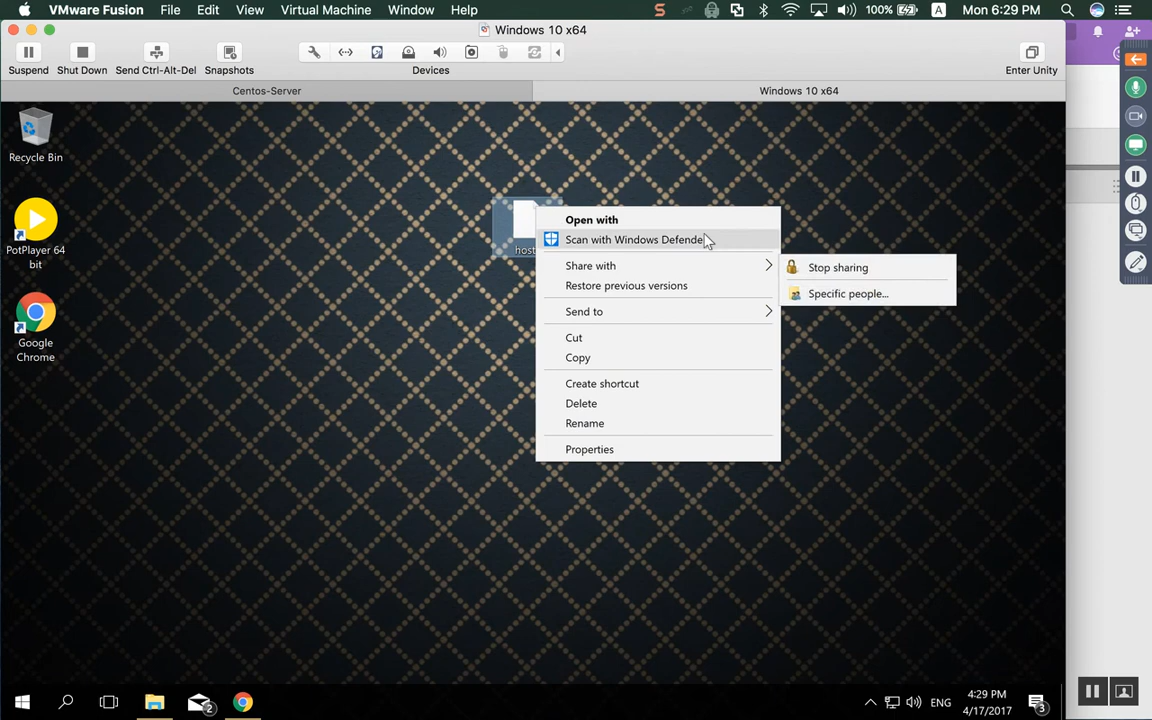 VMware Fusion File Edit View Virtual Machine Window Help 100% A Mon 6:29 PM
Windows 10 x64
Suspend Shut Down Send Ctrl-Alt-Del Snapshots Devices Enter Unity
Centos-Server Windows 10 x64
Recycle Bin
PotPlayer 64
bit
Google
Chrome
host
Open with
Scan with Windows Defende
Share with
Restore previous versions
Send to
Cut
Copy
Create shortcut
Delete
Rename
Properties
Stop sharing
Specific people...
2
ENG
4:29 PM
4/17/2017
3